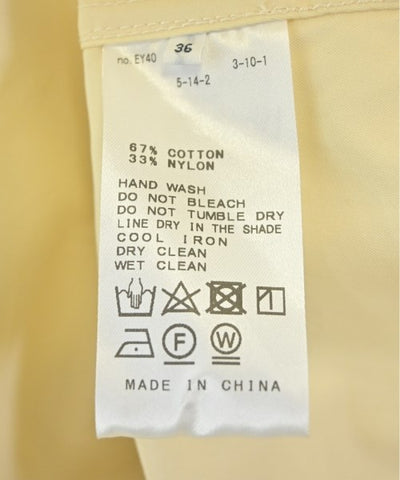 no. EY40 36 3-10-1
5-14-2
67% COTTON
33% NYLON
HAND WASH
DO NOT BLEACH
DO NOT TUMBLE DRY
LINE DRY IN THE SHADE
COOL IRON
DRY CLEAN
WET CLEAN
F W
MADE IN CHINA